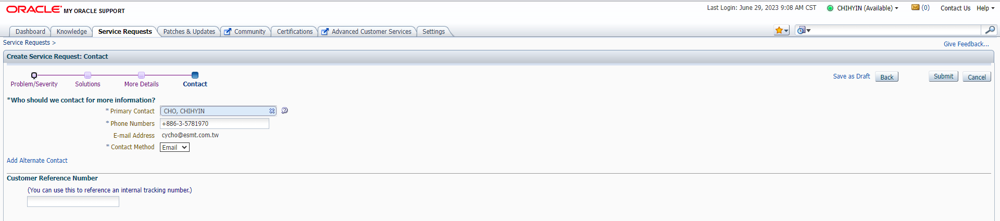 ORACLE MY ORACLE SUPPORT
Last Login: June 29, 2023 9:08 AM CST CHIHYIN (Available) (0) Contact Us Help
Dashboard Knowledge Service Requests Patches & Updates Community Certifications Advanced Customer Services Settings
Service Requests >
Give Feedback...
Create Service Request: Contact
Problem/Severity Solutions More Details Contact
Save as Draft Back Submit Cancel
*Who should we contact for more information?
* Primary Contact CHO, CHIHYIN
* Phone Numbers +886-3-5781970
E-mail Address cycho@esmt.com.tw
* Contact Method Email
Add Alternate Contact
Customer Reference Number
(You can use this to reference an internal tracking number.)